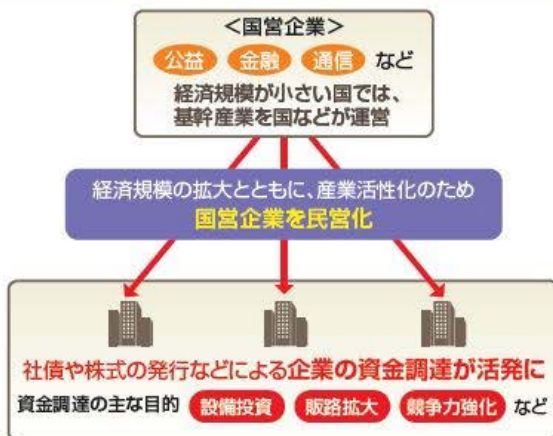 <国営企業>
公益 金融 通信 など
経済規模が小さい国では、
基幹産業を国などが運営
経済規模の拡大とともに、産業活性化のため
国営企業を民営化
社債や株式の発行などによる企業の資金調達が活発に
資金調達の主な目的 設備投資 販路拡大 競争力強化 など